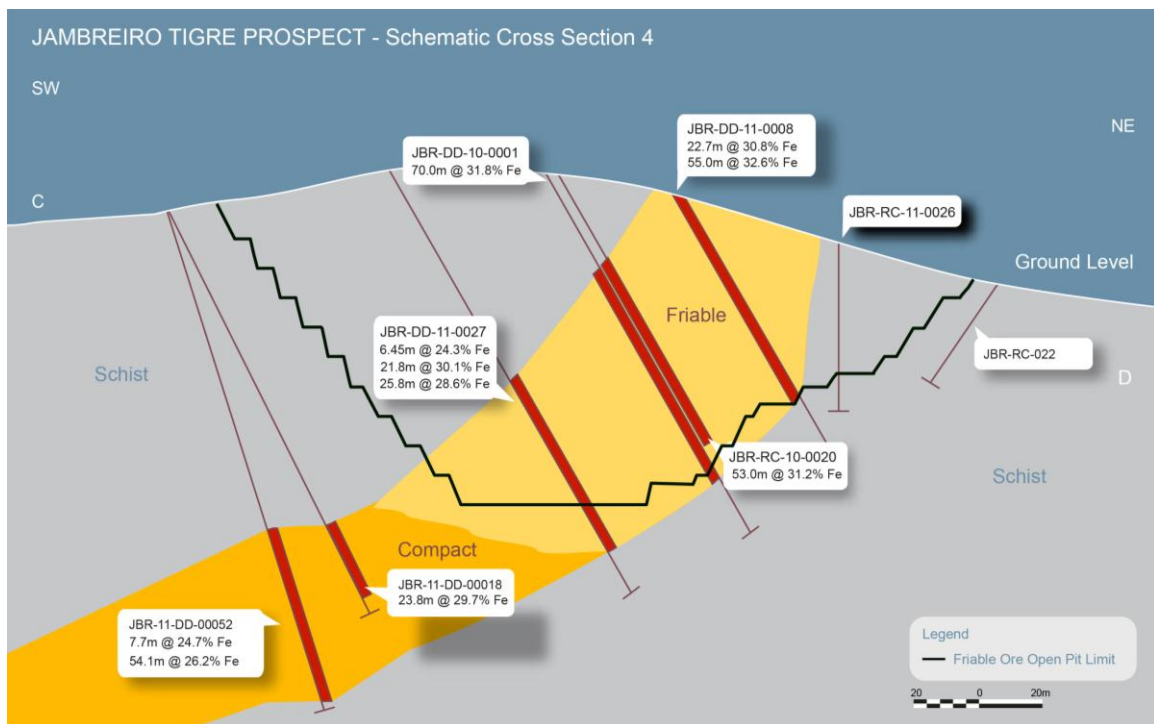 JAMBREIRO TIGRE PROSPECT - Schematic Cross Section 4
SW
NE
C
JBR-DD-10-0001
70.0m @ 31.8% Fe
JBR-DD-11-0008
22.7m @ 30.8% Fe
55.0m @ 32.6% Fe
JBR-RC-11-0026
Ground Level
JBR-DD-11-0027
6.45m @ 24.3% Fe
21.8m @ 30.1% Fe
25.8m @ 28.6% Fe
Friable
JBR-RC-022
Schist
D
JBR-RC-10-0020
53.0m @ 31.2% Fe
Schist
Compact
JBR-11-DD-00018
23.8m @ 29.7% Fe
JBR-11-DD-00052
7.7m @ 24.7% Fe
54.1m @ 26.2% Fe
Legend
Friable Ore Open Pit Limit
20 0 20m